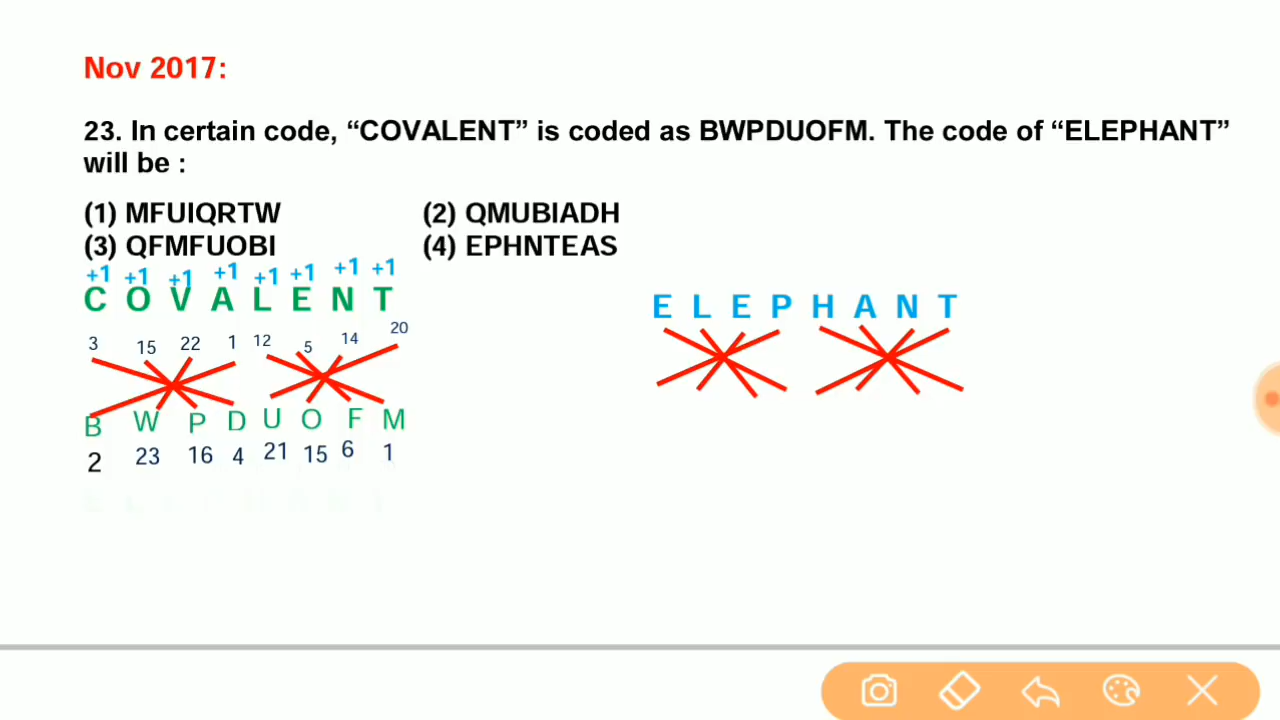 Nov 2017:
23. In certain code, “COVALENT” is coded as BWPDUOFM. The code of “ELEPHANT”
will be :
(1) MFUIQRTW (2) QMUBIADH
(3) QFMFUOBI (4) EPHNTEAS
+1 +1 +1 +1 +1 +1 +1 +1
C O V A L E N T
E L E P H A N T
3 15 22 1 12 5 14 20
B W P D U O F M
2 23 16 4 21 15 6 1